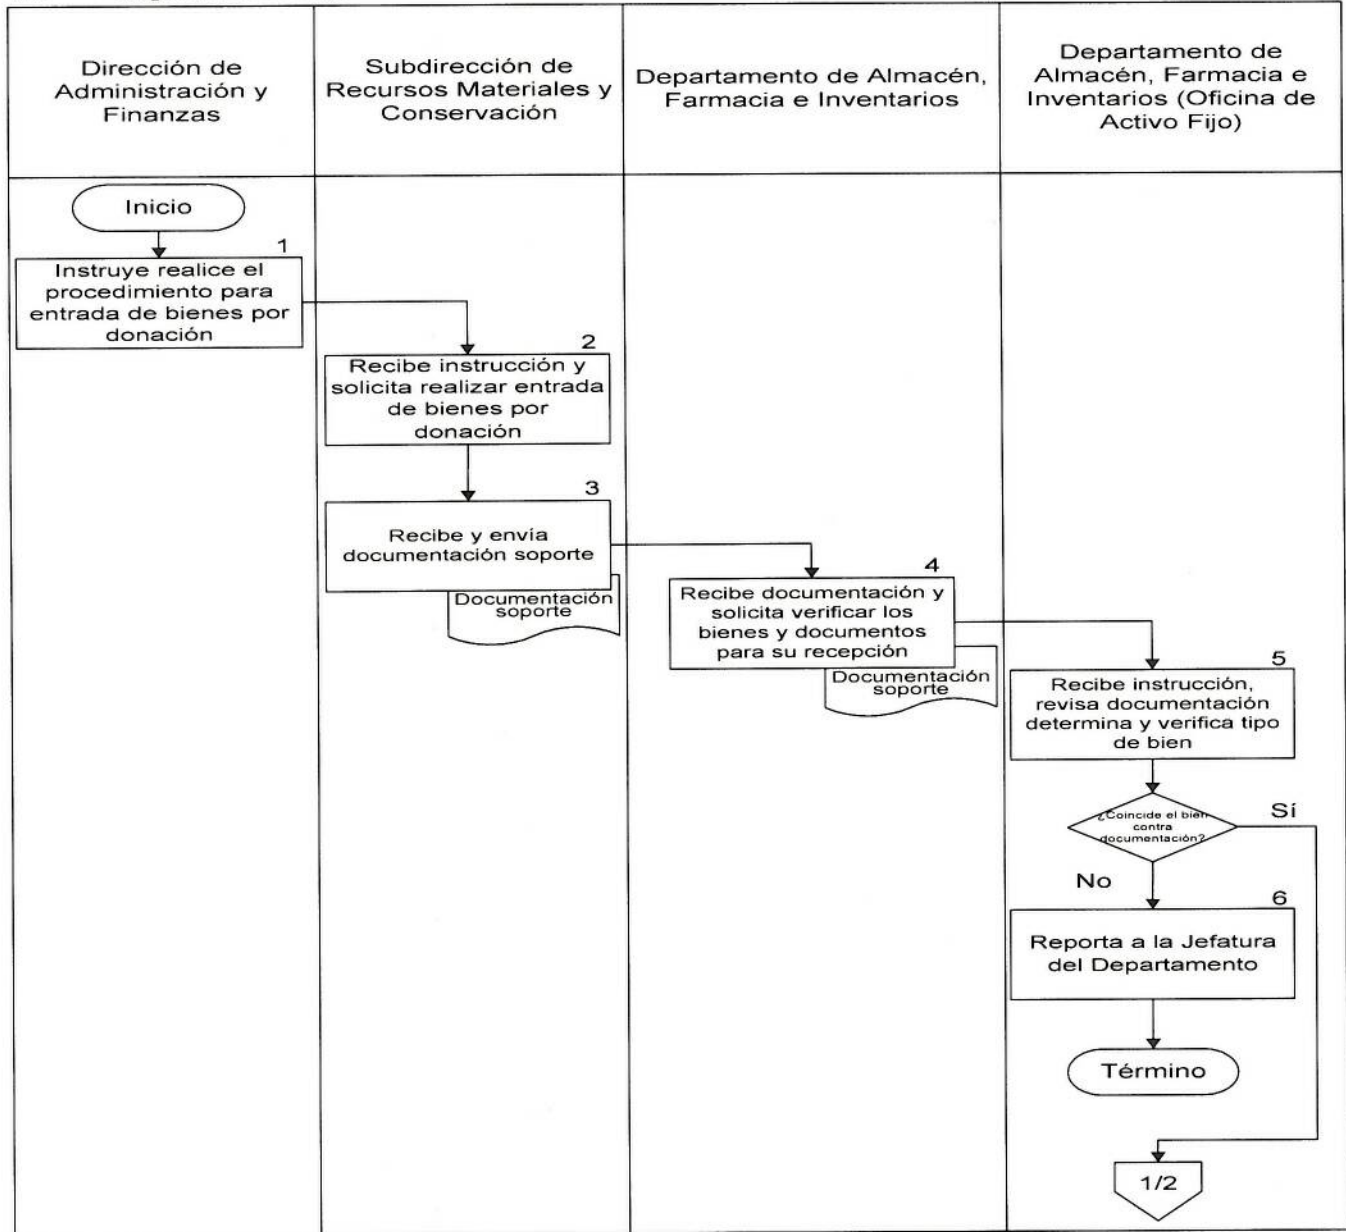 Dirección de
Administración y
Finanzas
Subdirección de
Recursos Materiales y
Conservación
Departamento de Almacén,
Farmacia e Inventarios
Departamento de
Almacén, Farmacia e
Inventarios (Oficina de
Activo Fijo)
Inicio
1
Instruye realice el
procedimiento para
entrada de bienes por
donación
2
Recibe instrucción y
solicita realizar entrada
de bienes por
donación
3
Recibe y envía
documentación soporte
Documentación
soporte
4
Recibe documentación y
solicita verificar los
bienes y documentos
para su recepción
Documentación
soporte
5
Recibe instrucción,
revisa documentación
determina y verifica tipo
de bien
¿Coincide el bien
contra
documentación?
Sí
No
6
Reporta a la Jefatura
del Departamento
Término
1/2